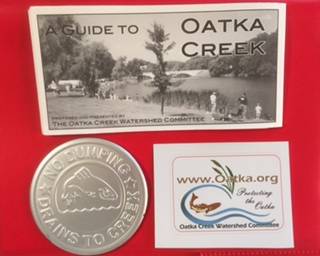 A GUIDE TO OATKA
CREEK
PREPARED AND PRESENTED BY
THE OATKA CREEK WATERSHED COMMITTEE
NO DUMPING
DRAINS TO CREEK
www.Oatka.org
Protecting
the Oatka
Oatka Creek Watershed Committee